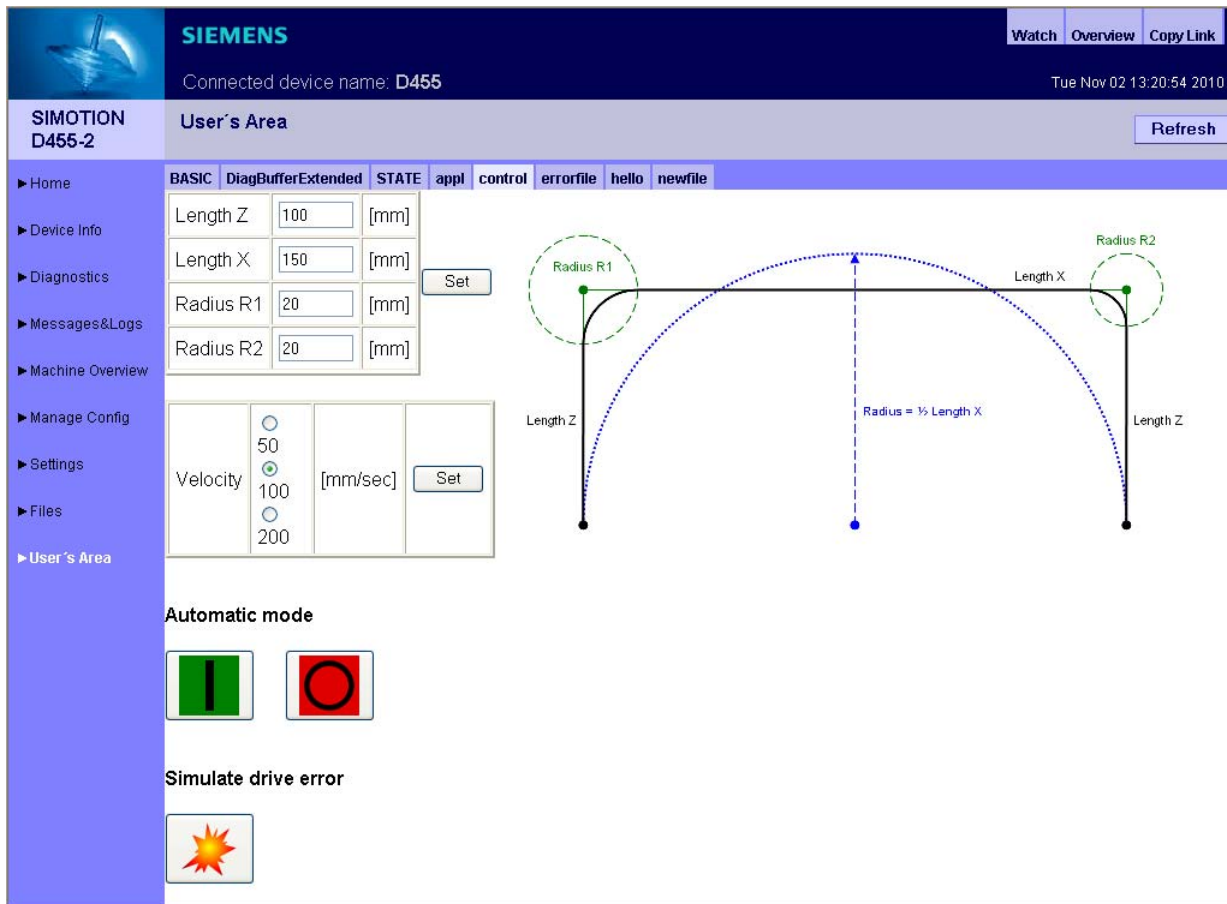 SIEMENS
Watch Overview Copy Link
Connected device name: D455
Tue Nov 02 13:20:54 2010
SIMOTION
D455-2
User´s Area
Refresh
►Home
►Device Info
►Diagnostics
►Messages&Logs
►Machine Overview
►Manage Config
►Settings
►Files
►User´s Area
BASIC DiagBufferExtended STATE appl control errorfile hello newfile
Length Z 100 [mm]
Length X 150 [mm]
Radius R1 20 [mm]
Radius R2 20 [mm]
Set
Velocity
50
100
200
[mm/sec]
Set
Radius R1
Radius R2
Length X
Length Z
Radius = ½ Length X
Length Z
Automatic mode
Simulate drive error